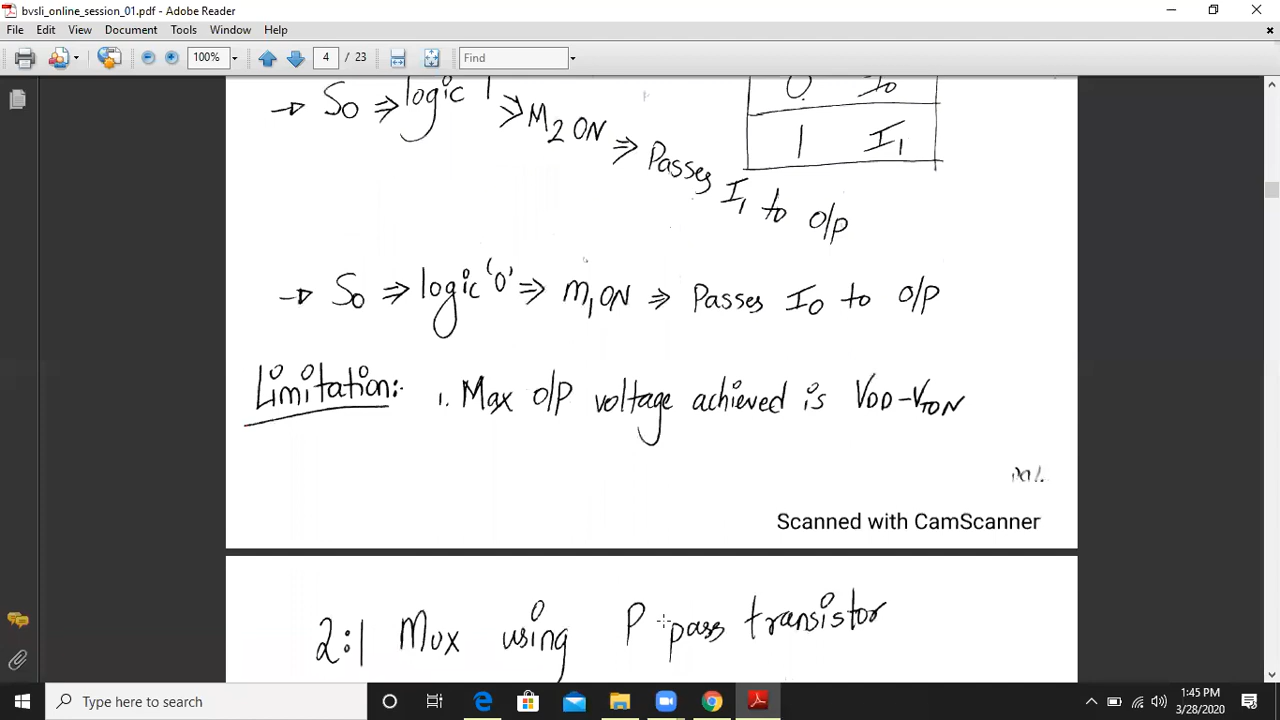 bvsli_online_session_01.pdf - Adobe Reader
File Edit View Document Tools Window Help
100% 4 / 23 Find
→ S0 ⇒ logic 1 ⇒ M2 ON ⇒ Passes I1 to O/P
0 I0
1 I1
→ S0 ⇒ logic '0' ⇒ M1 ON ⇒ Passes I0 to O/P
Limitation: 1. Max O/P voltage achieved is VDD-VTON
Scanned with CamScanner
2:1 Mux using P pass transistor
Type here to search
1:45 PM
3/28/2020